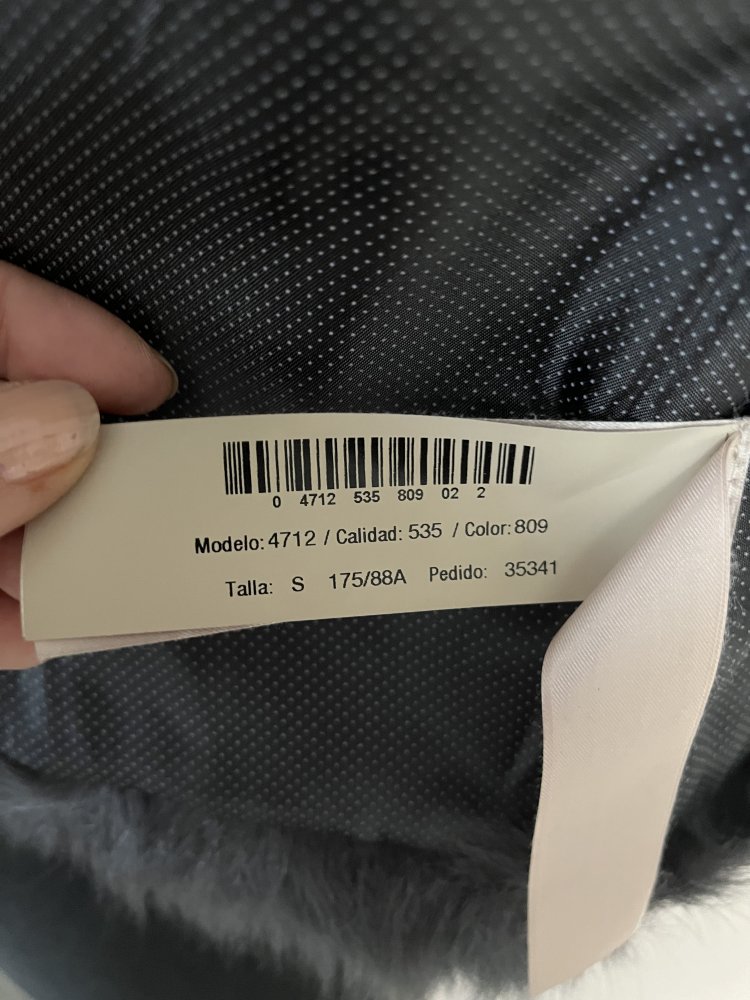 0 4712 535 809 02 2
Modelo: 4712 / Calidad: 535 / Color: 809
Talla: S 175/88A Pedido: 35341